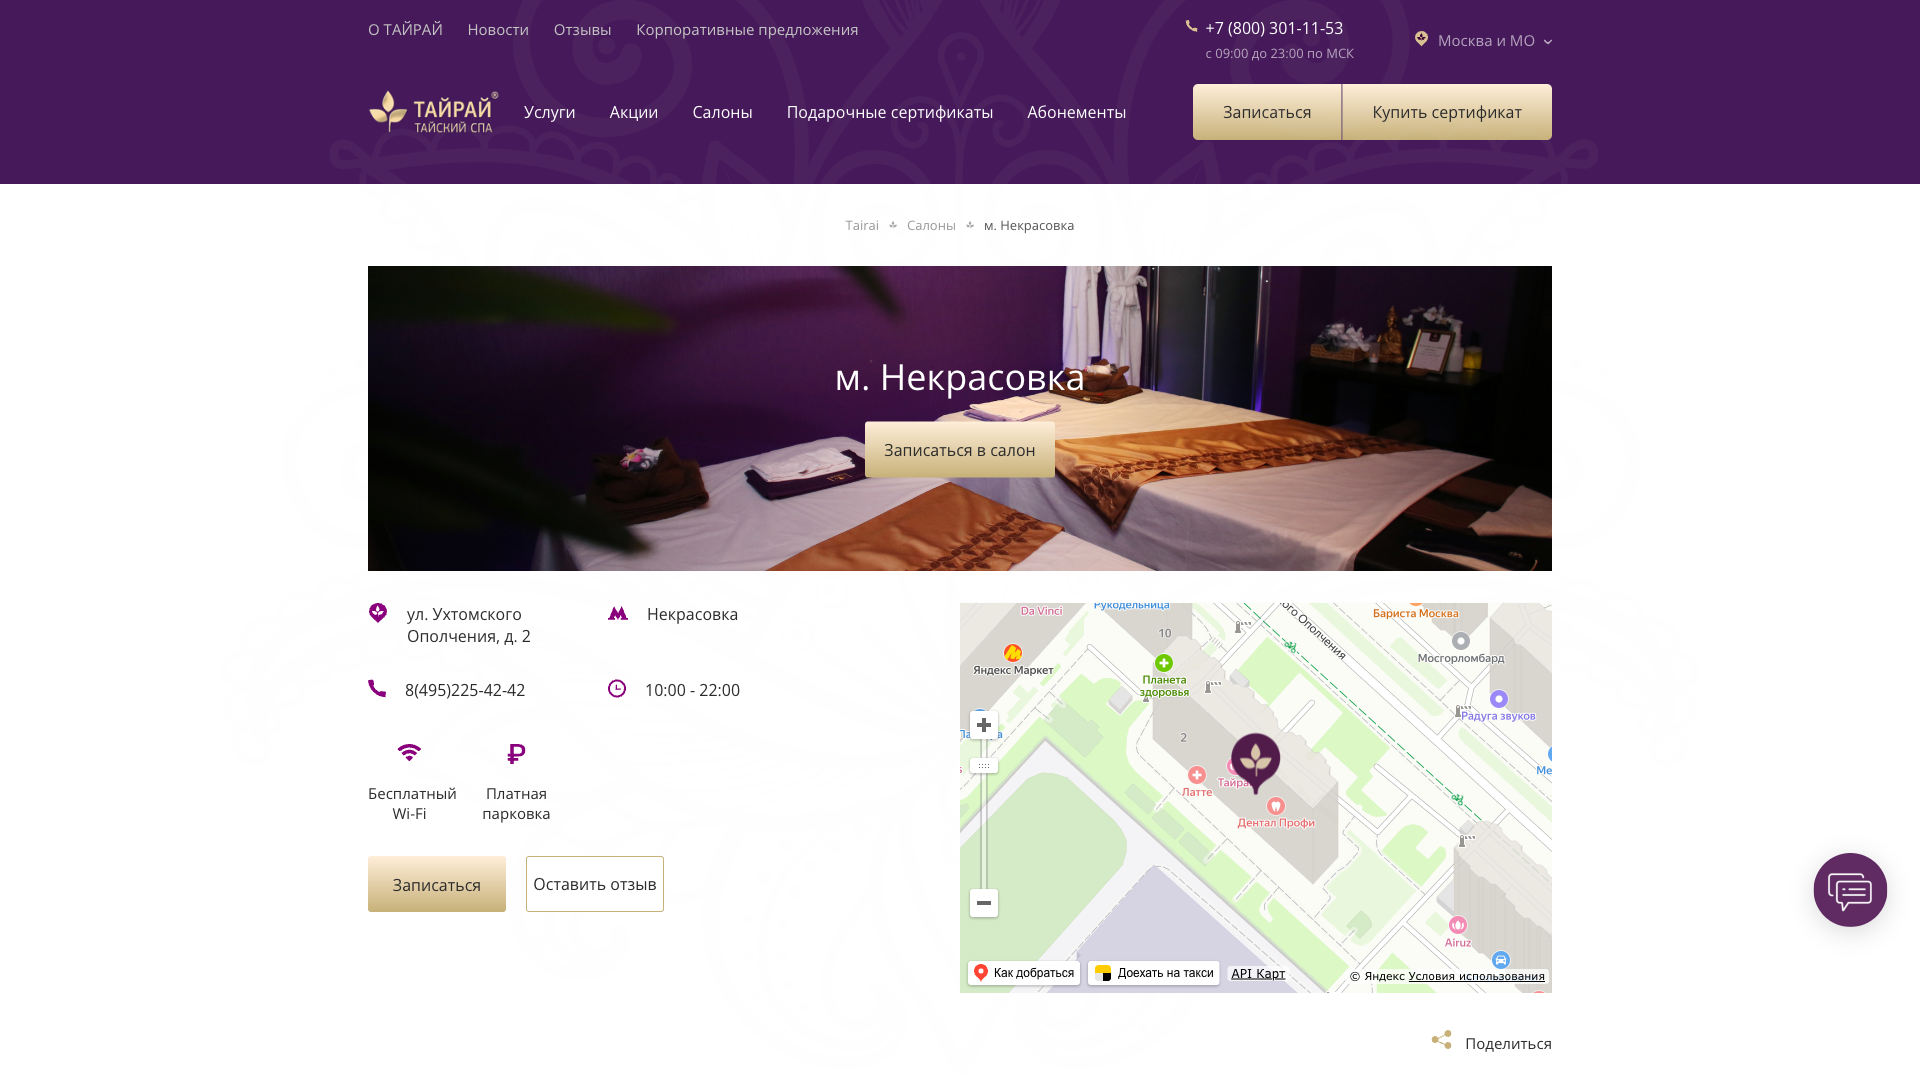 О ТАЙРАЙ
Новости
Отзывы
Корпоративные предложения
+7 (800) 301-11-53
с 09:00 до 23:00 по МСК
Москва и МО
ТАЙРАЙ®
ТАЙСКИЙ СПА
Услуги
Акции
Салоны
Подарочные сертификаты
Абонементы
Записаться
Купить сертификат
Tairai
Салоны
м. Некрасовка
м. Некрасовка
Записаться в салон
ул. Ухтомского
Ополчения, д. 2
Некрасовка
8(495)225-42-42
10:00 - 22:00
Бесплатный
Wi-Fi
Платная
парковка
Записаться
Оставить отзыв
Da Vinci
Рукодельница
10
ого Ополчения
Бариста Москва
Мосгорломбард
Яндекс Маркет
Планета
здоровья
Радуга звуков
2
Латте
Дентал Профи
Airuz
Как добраться
Доехать на такси
API Карт
© Яндекс Условия использования
Поделиться